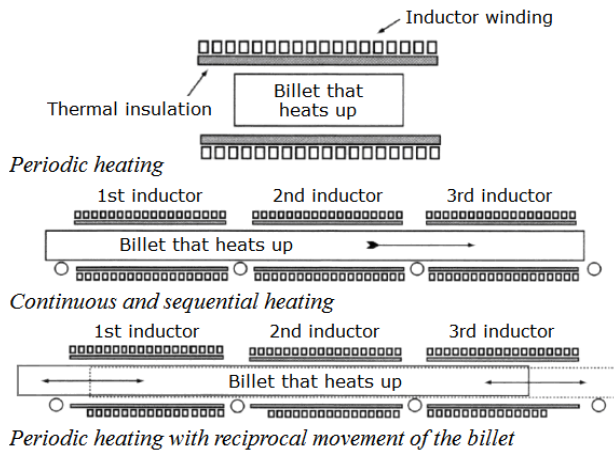 Inductor winding
Thermal insulation
Billet that
heats up
Periodic heating
1st inductor 2nd inductor 3rd inductor
Billet that heats up
Continuous and sequential heating
1st inductor 2nd inductor 3rd inductor
Billet that heats up
Periodic heating with reciprocal movement of the billet